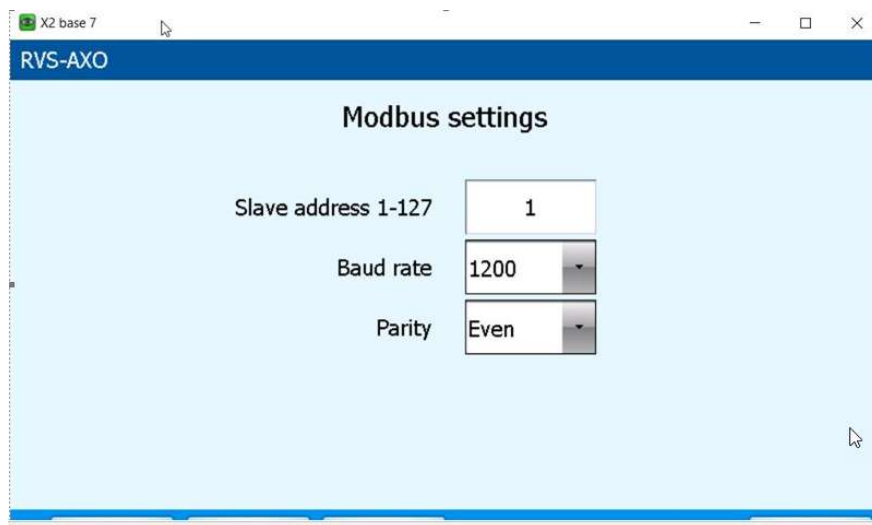 X2 base 7
RVS-AXO
Modbus settings
Slave address 1-127 1
Baud rate 1200
Parity Even